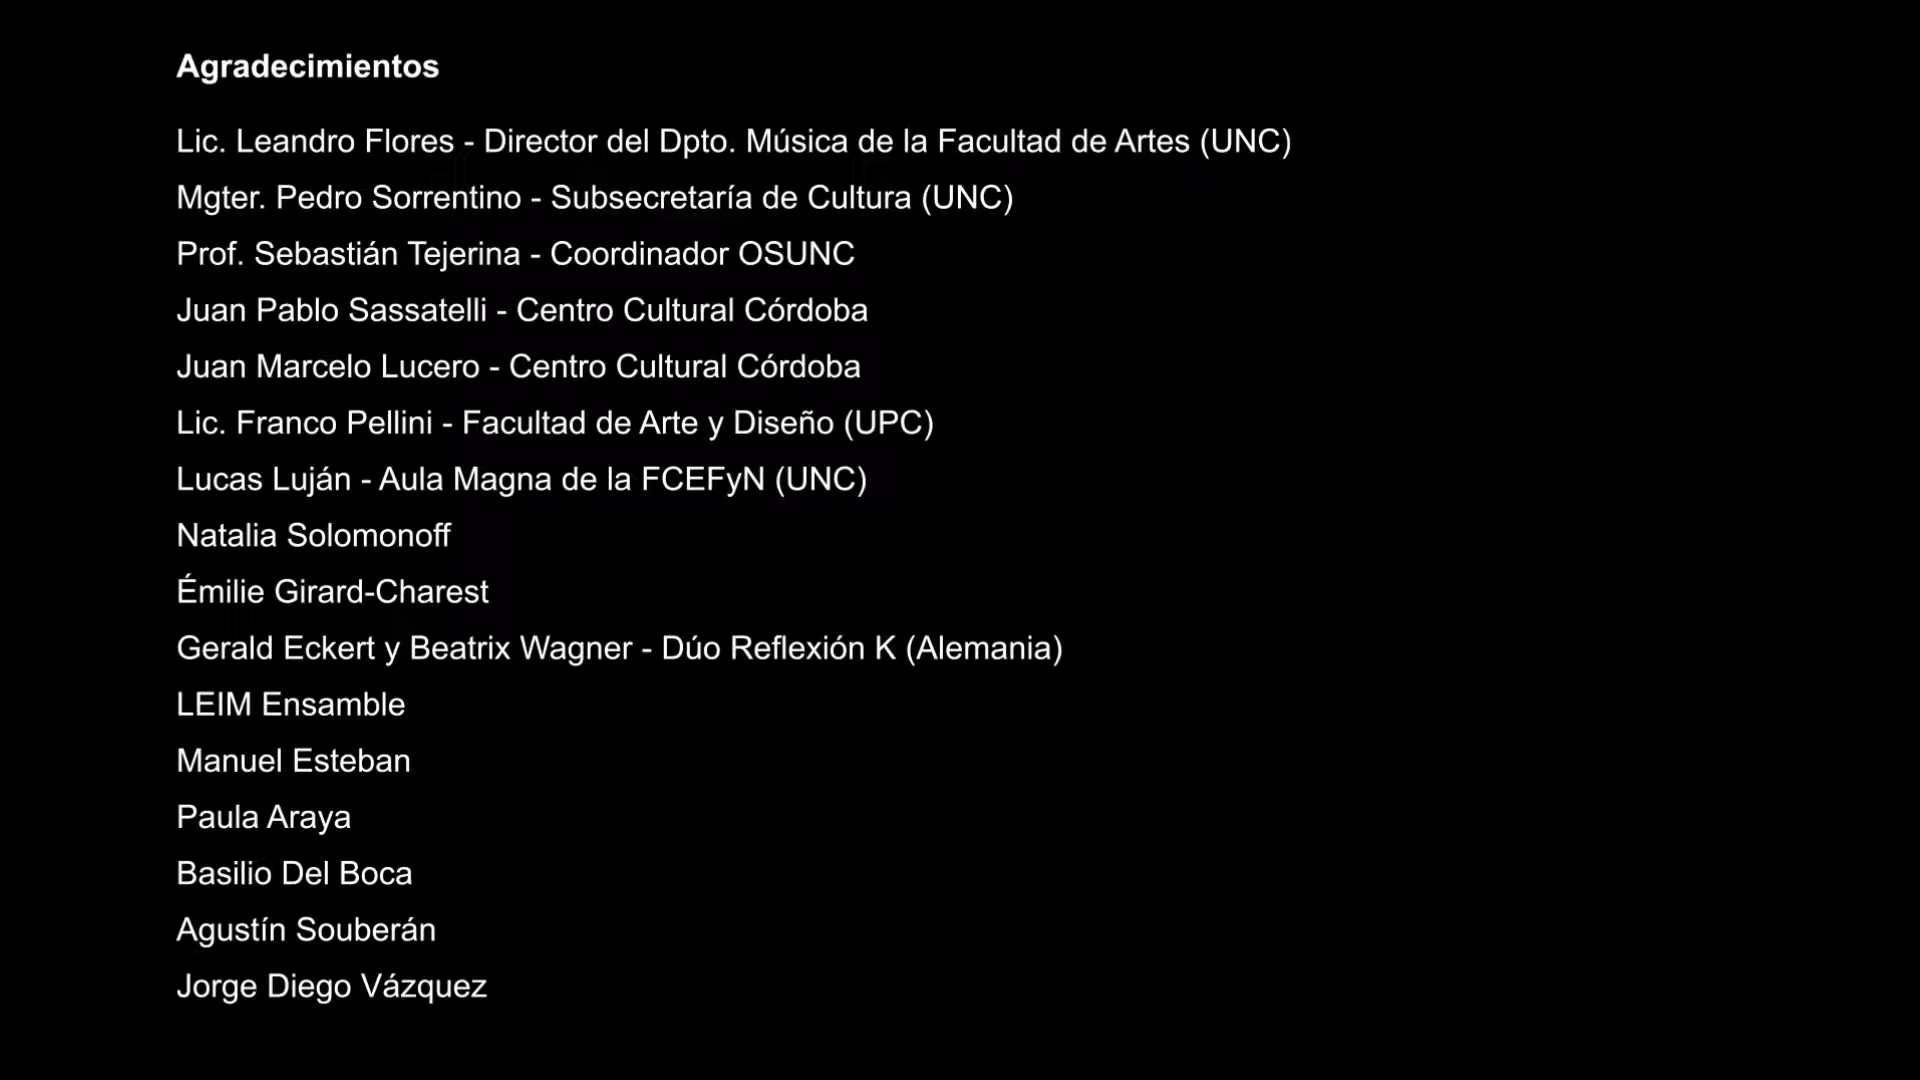 Agradecimientos
Lic. Leandro Flores - Director del Dpto. Música de la Facultad de Artes (UNC)
Mgter. Pedro Sorrentino - Subsecretaría de Cultura (UNC)
Prof. Sebastián Tejerina - Coordinador OSUNC
Juan Pablo Sassatelli - Centro Cultural Córdoba
Juan Marcelo Lucero - Centro Cultural Córdoba
Lic. Franco Pellini - Facultad de Arte y Diseño (UPC)
Lucas Luján - Aula Magna de la FCEFyN (UNC)
Natalia Solomonoff
Émilie Girard-Charest
Gerald Eckert y Beatrix Wagner - Dúo Reflexión K (Alemania)
LEIM Ensamble
Manuel Esteban
Paula Araya
Basilio Del Boca
Agustín Souberán
Jorge Diego Vázquez